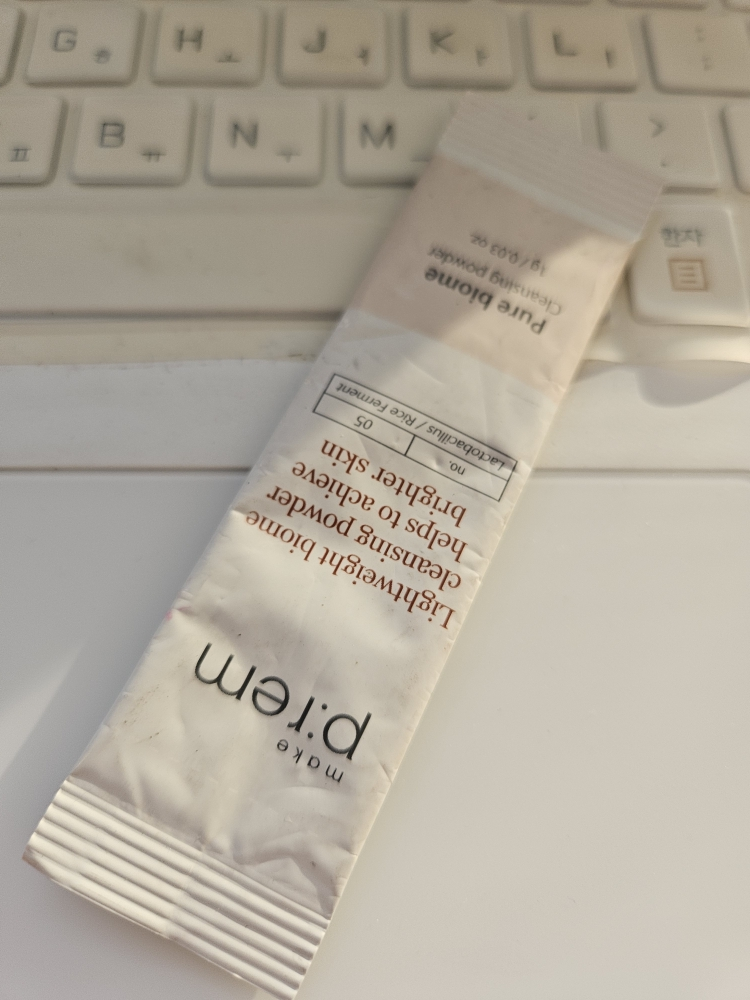 make
p:rem
Lightweight biome
cleansing powder
helps to achieve
brighter skin
no. 05
Lactobacillus / Rice Ferment
Pure biome
Cleansing powder
1g / 0.03 oz.
G ㅎ H ㅗ J ㅓ K ㅏ L ㅣ : ;
ㅍ B ㅠ N ㅜ M ㅡ > .
한자